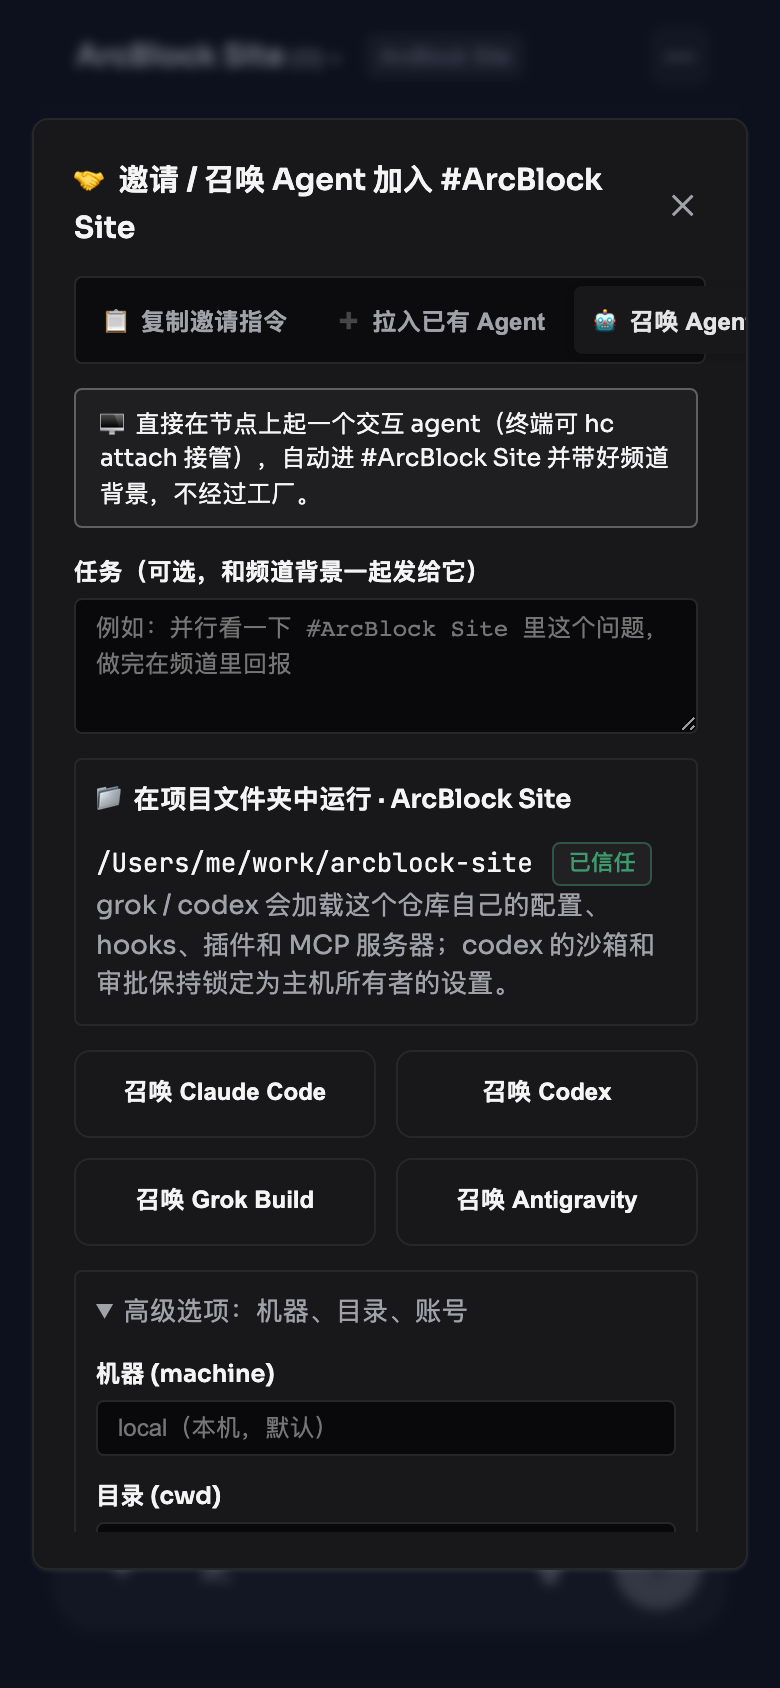 ArcBlock Site
邀请 / 召唤 Agent 加入 #ArcBlock
Site
复制邀请指令
拉入已有 Agent
召唤 Agen
直接在节点上起一个交互 agent（终端可 hc
attach 接管），自动进 #ArcBlock Site 并带好频道
背景，不经过工厂。
任务（可选，和频道背景一起发给它）
例如：并行看一下 #ArcBlock Site 里这个问题，
做完在频道里回报
在项目文件夹中运行 · ArcBlock Site
/Users/me/work/arcblock-site 已信任
grok / codex 会加载这个仓库自己的配置、
hooks、插件和 MCP 服务器；codex 的沙箱和
审批保持锁定为主机所有者的设置。
召唤 Claude Code
召唤 Codex
召唤 Grok Build
召唤 Antigravity
▼ 高级选项：机器、目录、账号
机器 (machine)
local（本机，默认）
目录 (cwd)